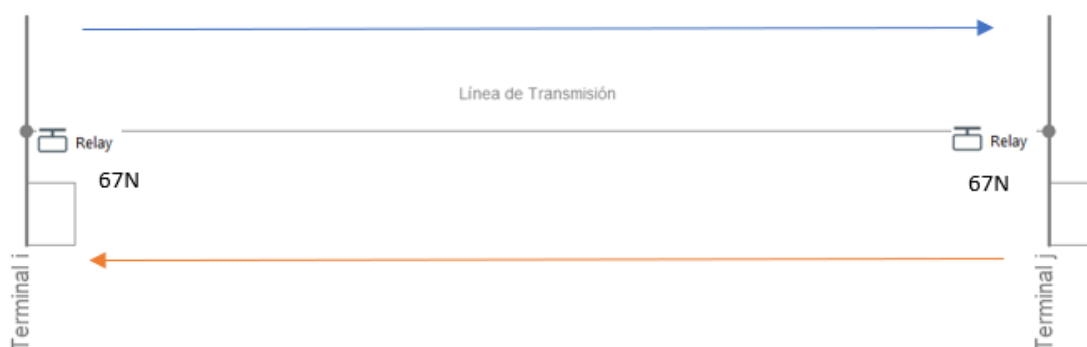 Línea de Transmisión
Relay
Relay
67N
67N
Terminal i
Terminal j